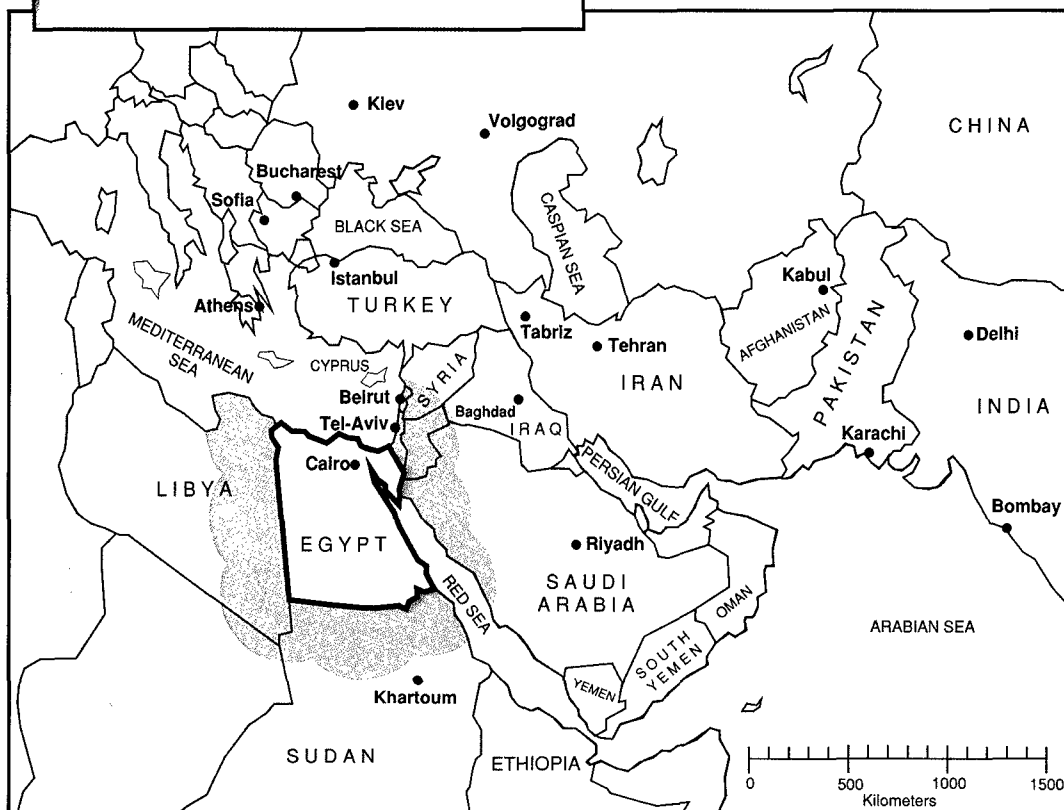 Kiev
Volgograd
CHINA
Bucharest
Sofia
BLACK SEA
CASPIAN SEA
Istanbul
TURKEY
Kabul
Athens
Tabriz
AFGHANISTAN
Delhi
MEDITERRANEAN
SEA
Tehran
PAKISTAN
CYPRUS
SYRIA
IRAN
Beirut
Baghdad
INDIA
Tel-Aviv
IRAQ
Karachi
Cairo
PERSIAN GULF
LIBYA
Bombay
EGYPT
Riyadh
SAUDI
ARABIA
RED SEA
OMAN
ARABIAN SEA
SOUTH
YEMEN
YEMEN
Khartoum
SUDAN
ETHIOPIA
0 500 1000 1500
Kilometers